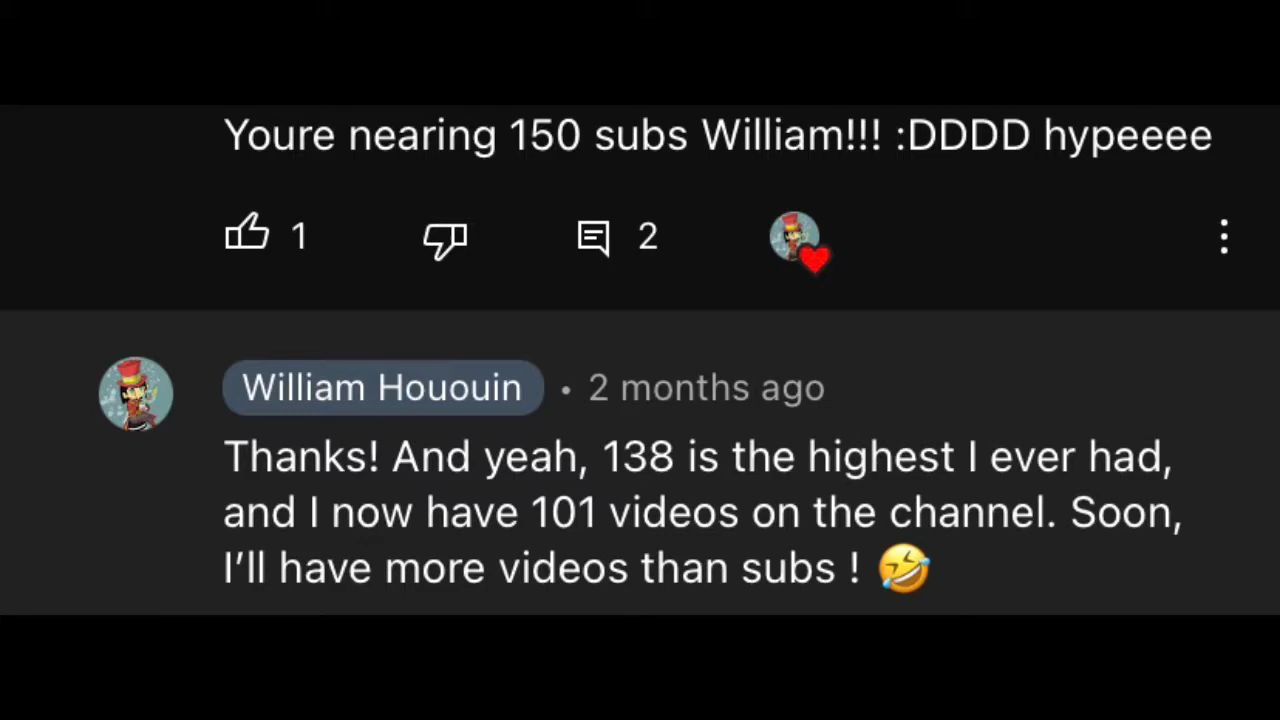 Youre nearing 150 subs William!!! :DDDD hypeeee
1 2
William Hououin • 2 months ago
Thanks! And yeah, 138 is the highest I ever had,
and I now have 101 videos on the channel. Soon,
I’ll have more videos than subs ! 🤣